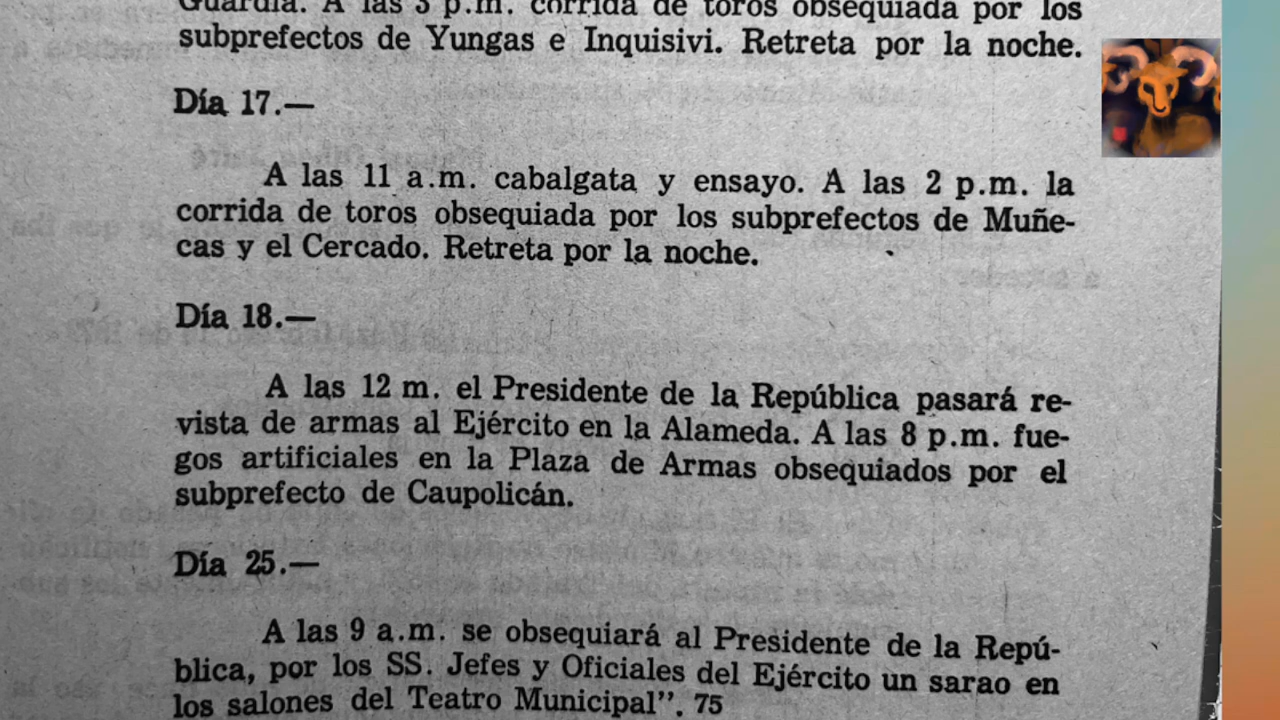 Guardia. A las 3 p.m. corrida de toros obsequiada por los
subprefectos de Yungas e Inquisivi. Retreta por la noche.
Día 17.—
A las 11 a.m. cabalgata y ensayo. A las 2 p.m. la
corrida de toros obsequiada por los subprefectos de Muñe-
cas y el Cercado. Retreta por la noche.
Día 18.—
A las 12 m. el Presidente de la República pasará re-
vista de armas al Ejército en la Alameda. A las 8 p.m. fue-
gos artificiales en la Plaza de Armas obsequiados por el
subprefecto de Caupolicán.
Día 25.—
A las 9 a.m. se obsequiará al Presidente de la Repú-
blica, por los SS. Jefes y Oficiales del Ejército un sarao en
los salones del Teatro Municipal”. 75